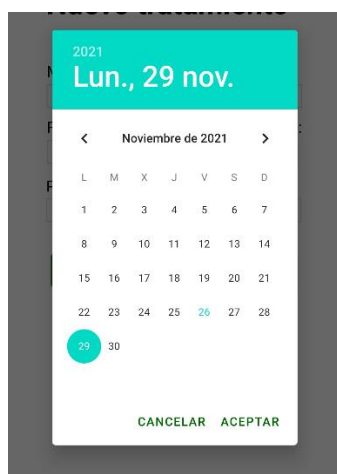 Nuevo tratamiento
2021
Lun., 29 nov.
Noviembre de 2021
L M X J V S D
1 2 3 4 5 6 7
8 9 10 11 12 13 14
15 16 17 18 19 20 21
22 23 24 25 26 27 28
29 30
CANCELAR ACEPTAR